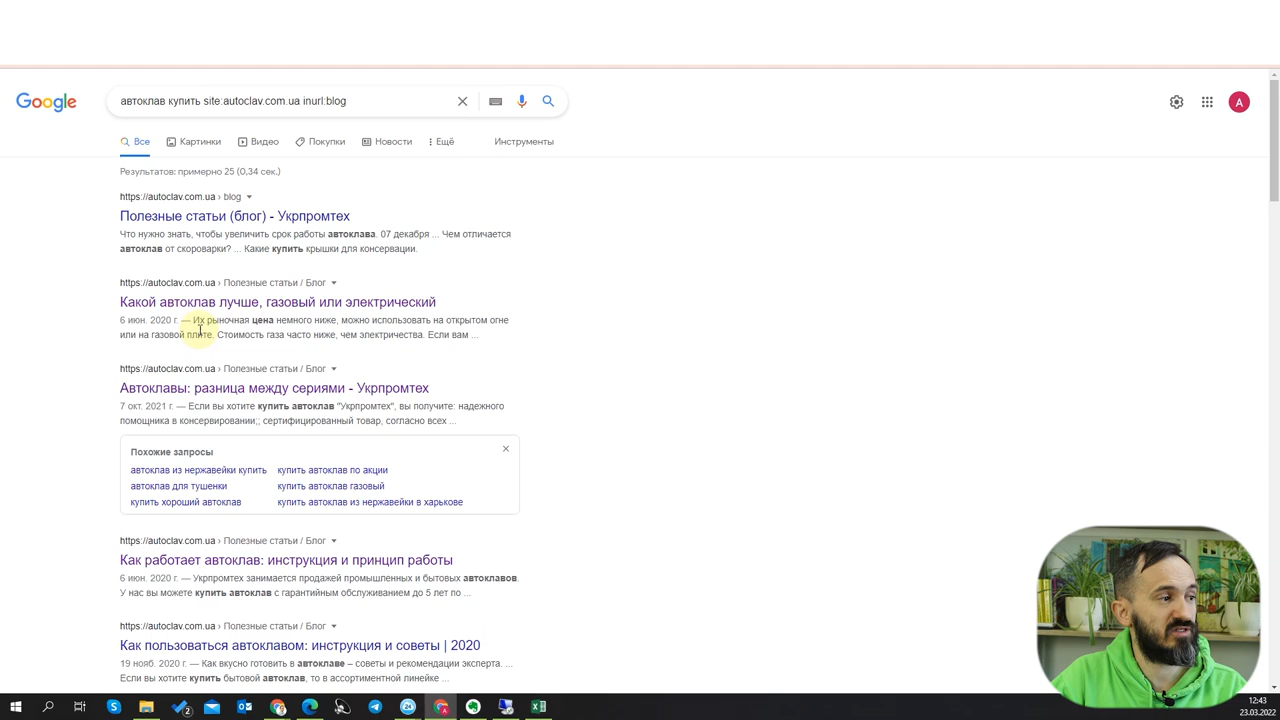 Google
автоклав купить site:autoclav.com.ua inurl:blog
A
Все
Картинки
Видео
Покупки
Новости
Ещё
Инструменты
Результатов: примерно 25 (0,34 сек.)
https://autoclav.com.ua › blog
Полезные статьи (блог) - Укрпромтех
Что нужно знать, чтобы увеличить срок работы автоклава. 07 декабря ... Чем отличается
автоклав от скороварки? ... Какие купить крышки для консервации.
https://autoclav.com.ua › Полезные статьи / Блог
Какой автоклав лучше, газовый или электрический
6 июн. 2020 г. — Их рыночная цена немного ниже, можно использовать на открытом огне
или на газовой плите. Стоимость газа часто ниже, чем электричества. Если вам ...
https://autoclav.com.ua › Полезные статьи / Блог
Автоклавы: разница между сериями - Укрпромтех
7 окт. 2021 г. — Если вы хотите купить автоклав "Укрпромтех", вы получите: надежного
помощника в консервировании;; сертифицированный товар, согласно всех ...
Похожие запросы
автоклав из нержавейки купить
купить автоклав по акции
автоклав для тушенки
купить автоклав газовый
купить хороший автоклав
купить автоклав из нержавейки в харькове
https://autoclav.com.ua › Полезные статьи / Блог
Как работает автоклав: инструкция и принцип работы
6 июн. 2020 г. — Укрпромтех занимается продажей промышленных и бытовых автоклавов.
У нас вы можете купить автоклав с гарантийным обслуживанием до 5 лет по ...
https://autoclav.com.ua › Полезные статьи / Блог
Как пользоваться автоклавом: инструкция и советы | 2020
19 нояб. 2020 г. — Как вкусно готовить в автоклаве – советы и рекомендации эксперта. ...
Если вы хотите купить бытовой автоклав, то в ассортиментной линейке ...
12:43
23.03.2022